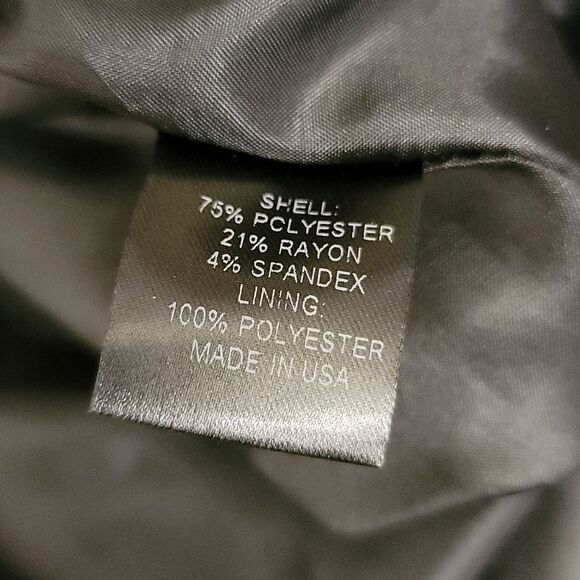 SHELL:
75% POLYESTER
21% RAYON
4% SPANDEX
LINING:
100% POLYESTER
MADE IN USA